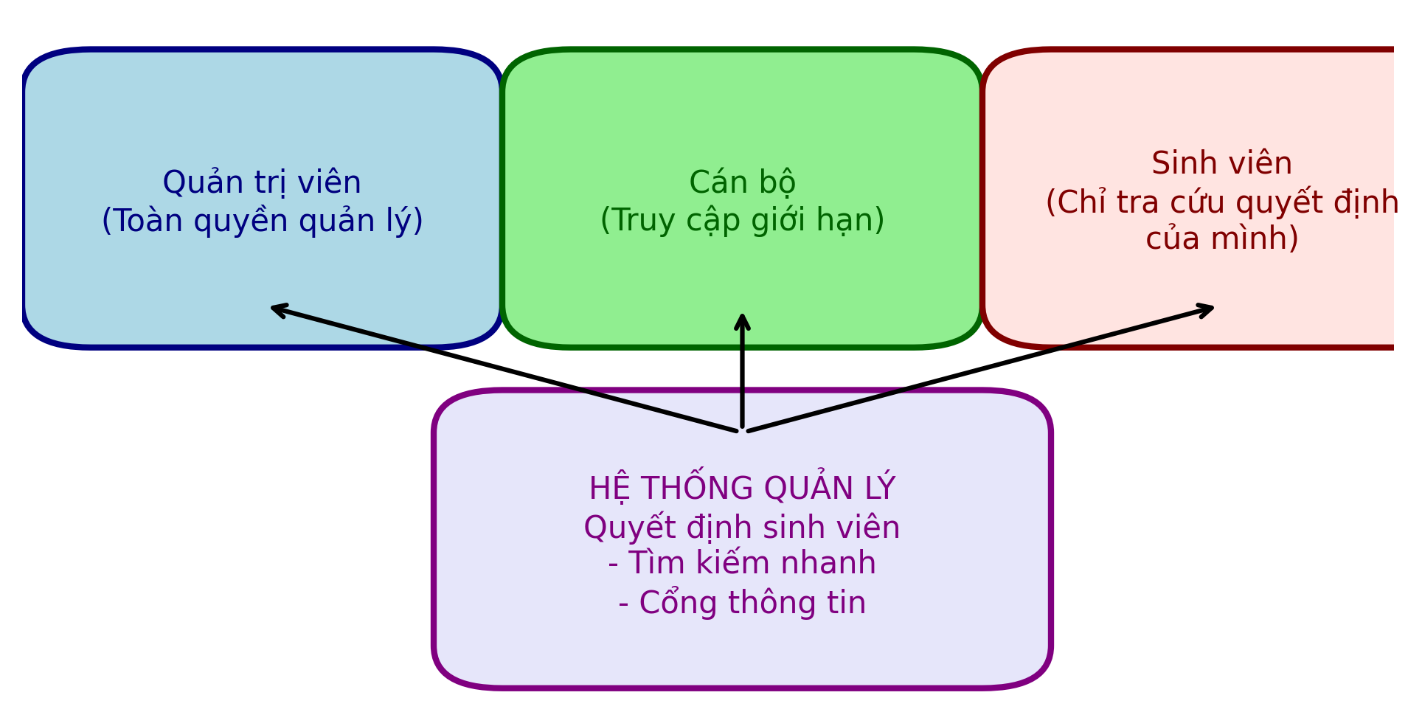 Quản trị viên
(Toàn quyền quản lý)
Cán bộ
(Truy cập giới hạn)
Sinh viên
(Chỉ tra cứu quyết định
của mình)
HỆ THỐNG QUẢN LÝ
Quyết định sinh viên
- Tìm kiếm nhanh
- Cổng thông tin